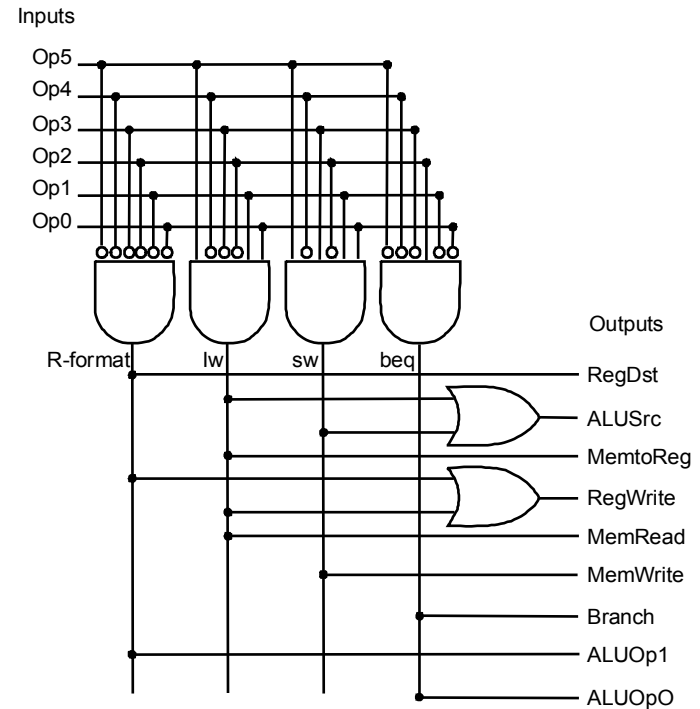 Inputs
Op5
Op4
Op3
Op2
Op1
Op0
R-format
lw
sw
beq
Outputs
RegDst
ALUSrc
MemtoReg
RegWrite
MemRead
MemWrite
Branch
ALUOp1
ALUOpO